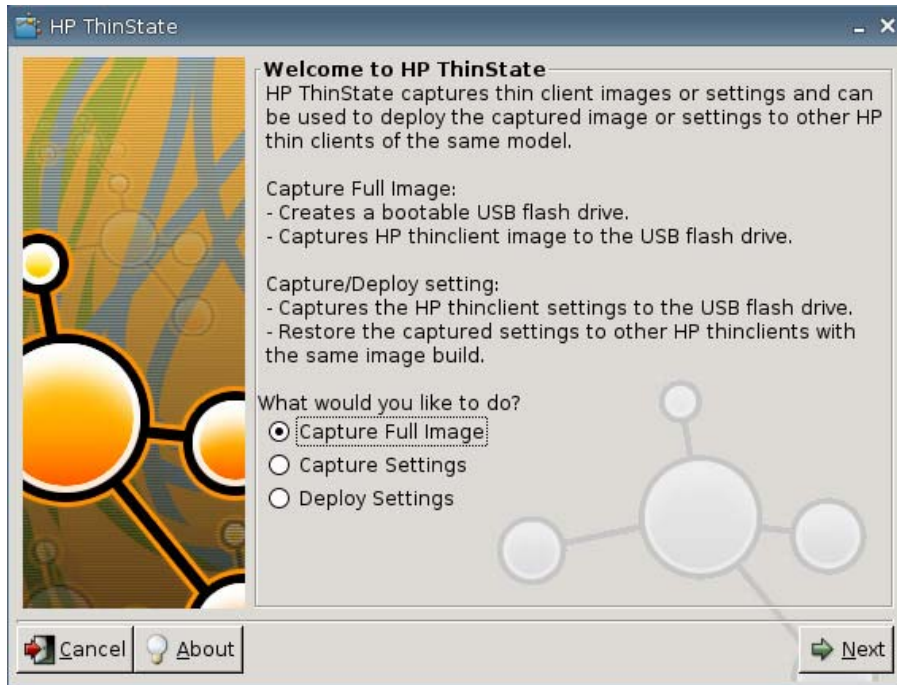 HP ThinState
Welcome to HP ThinState
HP ThinState captures thin client images or settings and can
be used to deploy the captured image or settings to other HP
thin clients of the same model.
Capture Full Image:
- Creates a bootable USB flash drive.
- Captures HP thinclient image to the USB flash drive.
Capture/Deploy setting:
- Captures the HP thinclient settings to the USB flash drive.
- Restore the captured settings to other HP thinclients with
the same image build.
What would you like to do?
Capture Full Image
Capture Settings
Deploy Settings
Cancel
About
Next